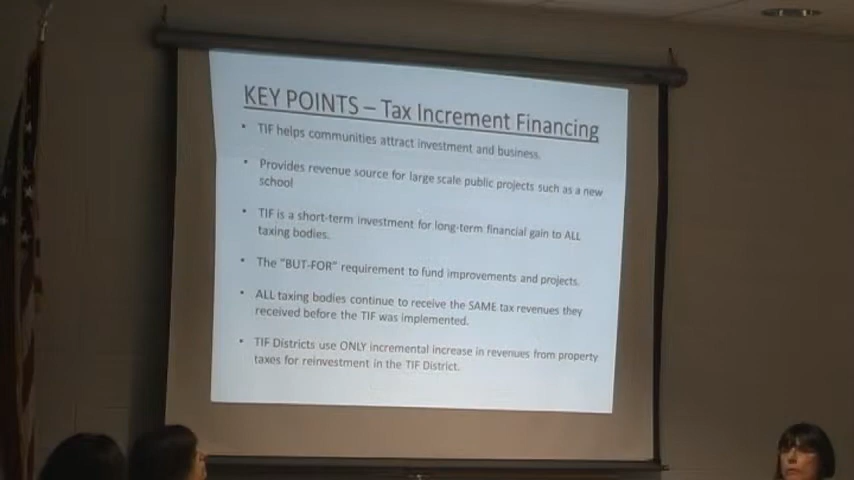 KEY POINTS – Tax Increment Financing
• TIF helps communities attract investment and business.
• Provides revenue source for large scale public projects such as a new
school
• TIF is a short-term investment for long-term financial gain to ALL
taxing bodies.
• The "BUT-FOR" requirement to fund improvements and projects.
• ALL taxing bodies continue to receive the SAME tax revenues they
received before the TIF was implemented.
• TIF Districts use ONLY incremental increase in revenues from property
taxes for reinvestment in the TIF District.